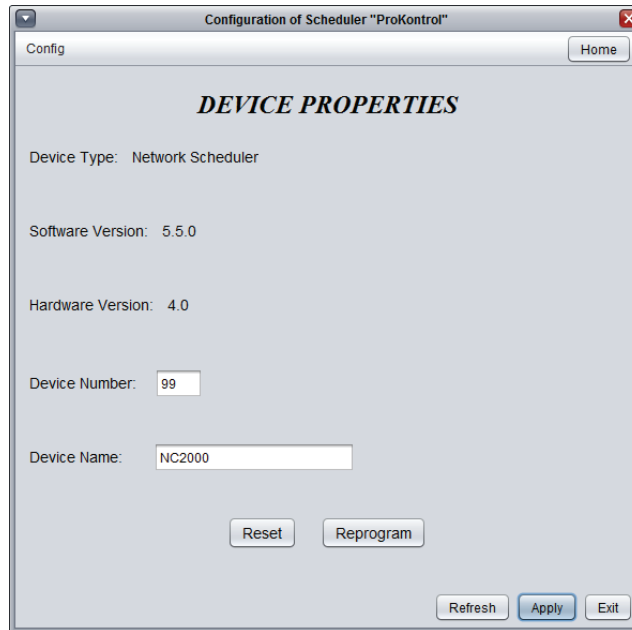 Configuration of Scheduler "ProKontrol"
Config Home
DEVICE PROPERTIES
Device Type: Network Scheduler
Software Version: 5.5.0
Hardware Version: 4.0
Device Number: 99
Device Name: NC2000
Reset Reprogram
Refresh Apply Exit